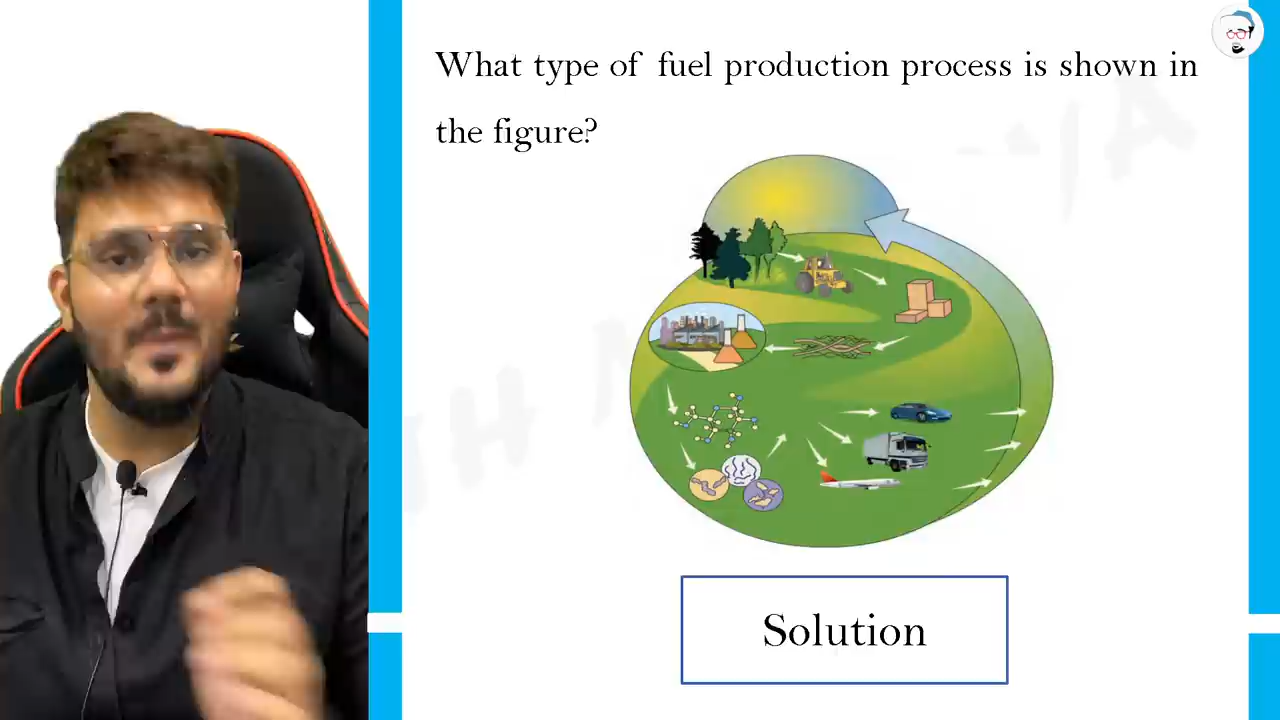 What type of fuel production process is shown in
the figure?
Solution